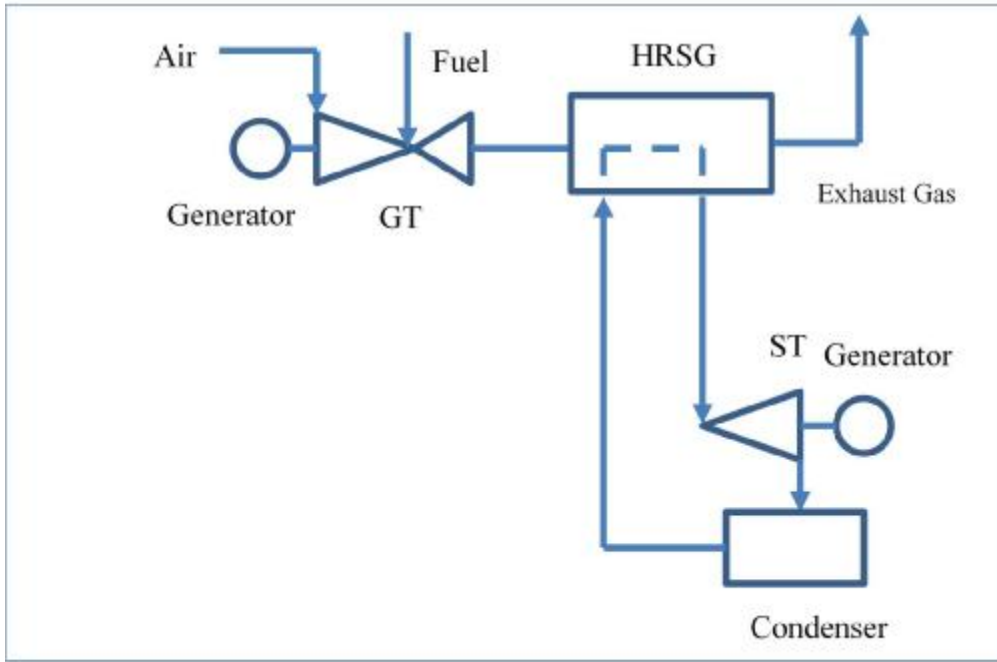 Air
Fuel
HRSG
Generator
GT
Exhaust Gas
ST
Generator
Condenser